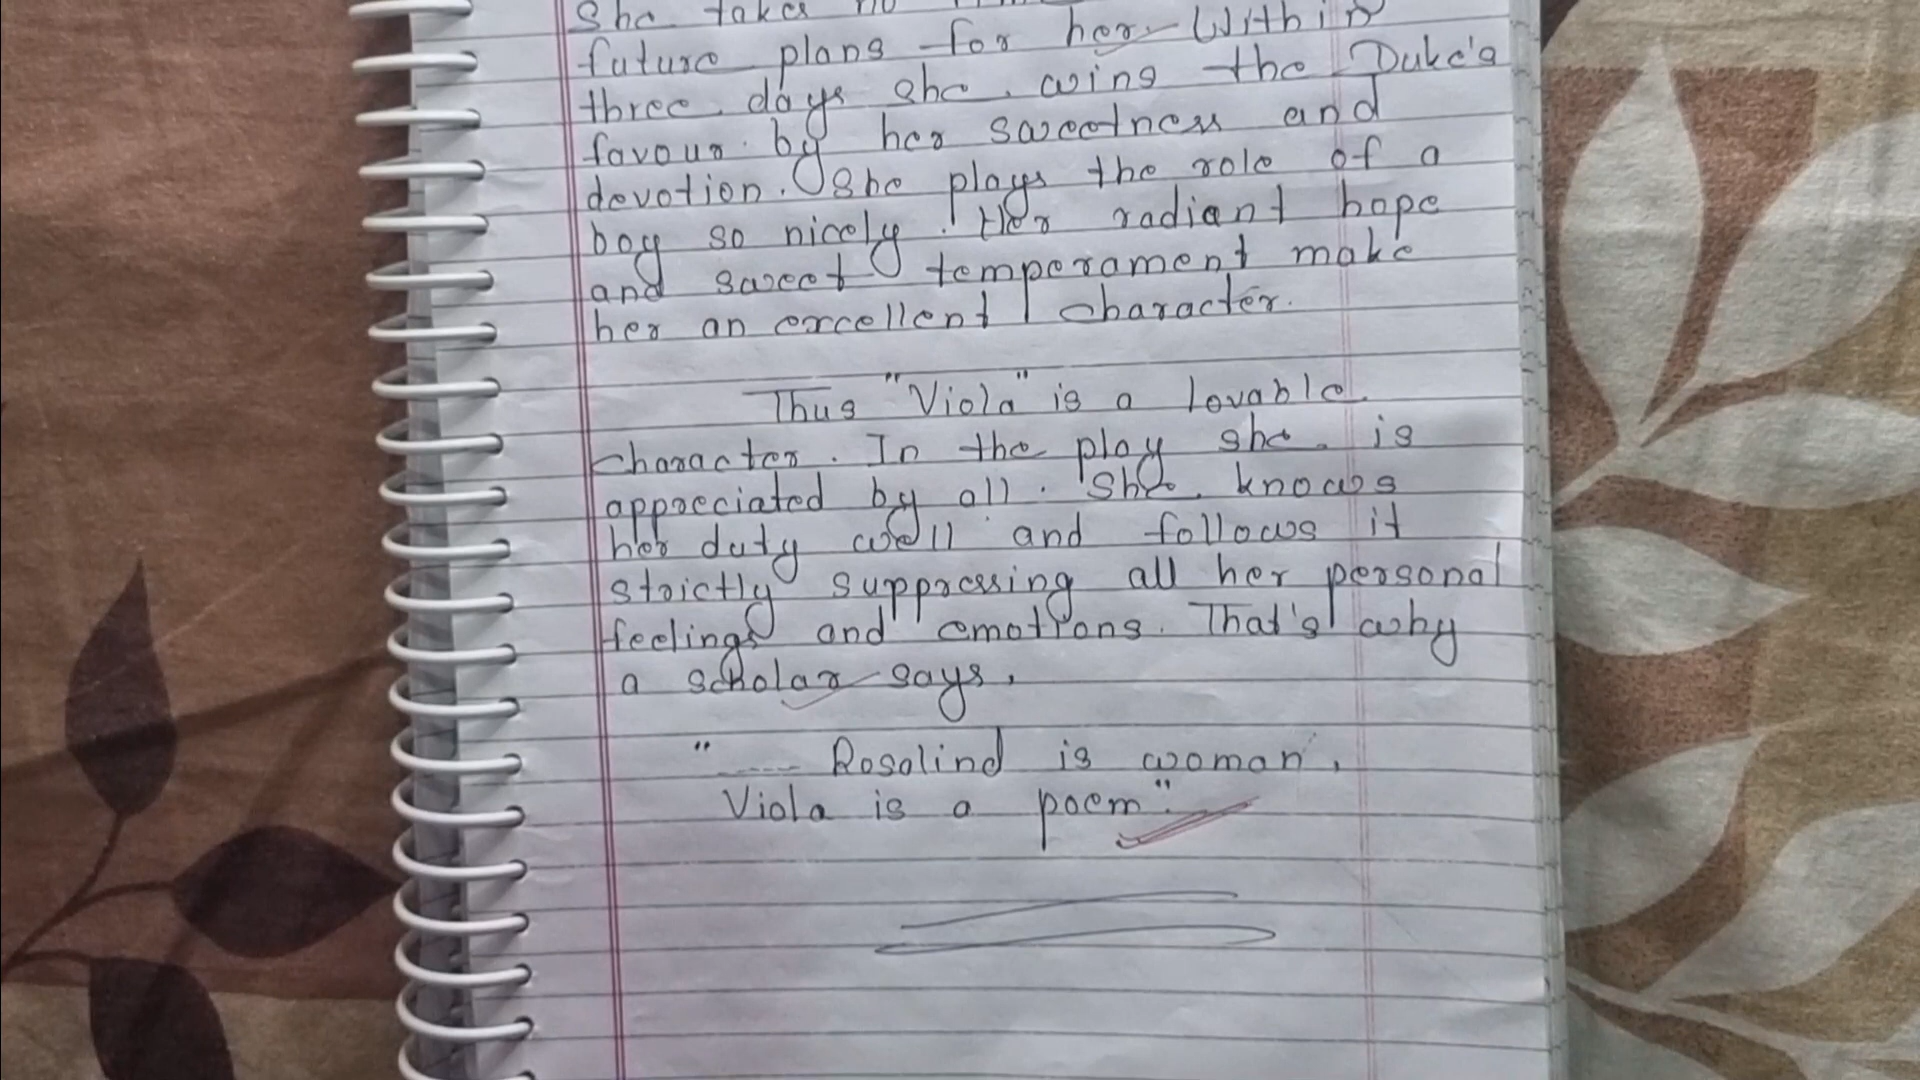 She takes no
future plans for her. Within
three days she wins the Duke's
favour by her sweetness and
devotion. She plays the role of a
boy so nicely. Her radiant hope
and sweet temperament make
her an excellent character.
Thus "Viola" is a lovable
character. In the play she is
appreciated by all. She knows
her duty well and follows it
strictly suppressing all her personal
feelings and emotions. That's why
a scholar says,
" ---- Rosalind is woman,
Viola is a poem".